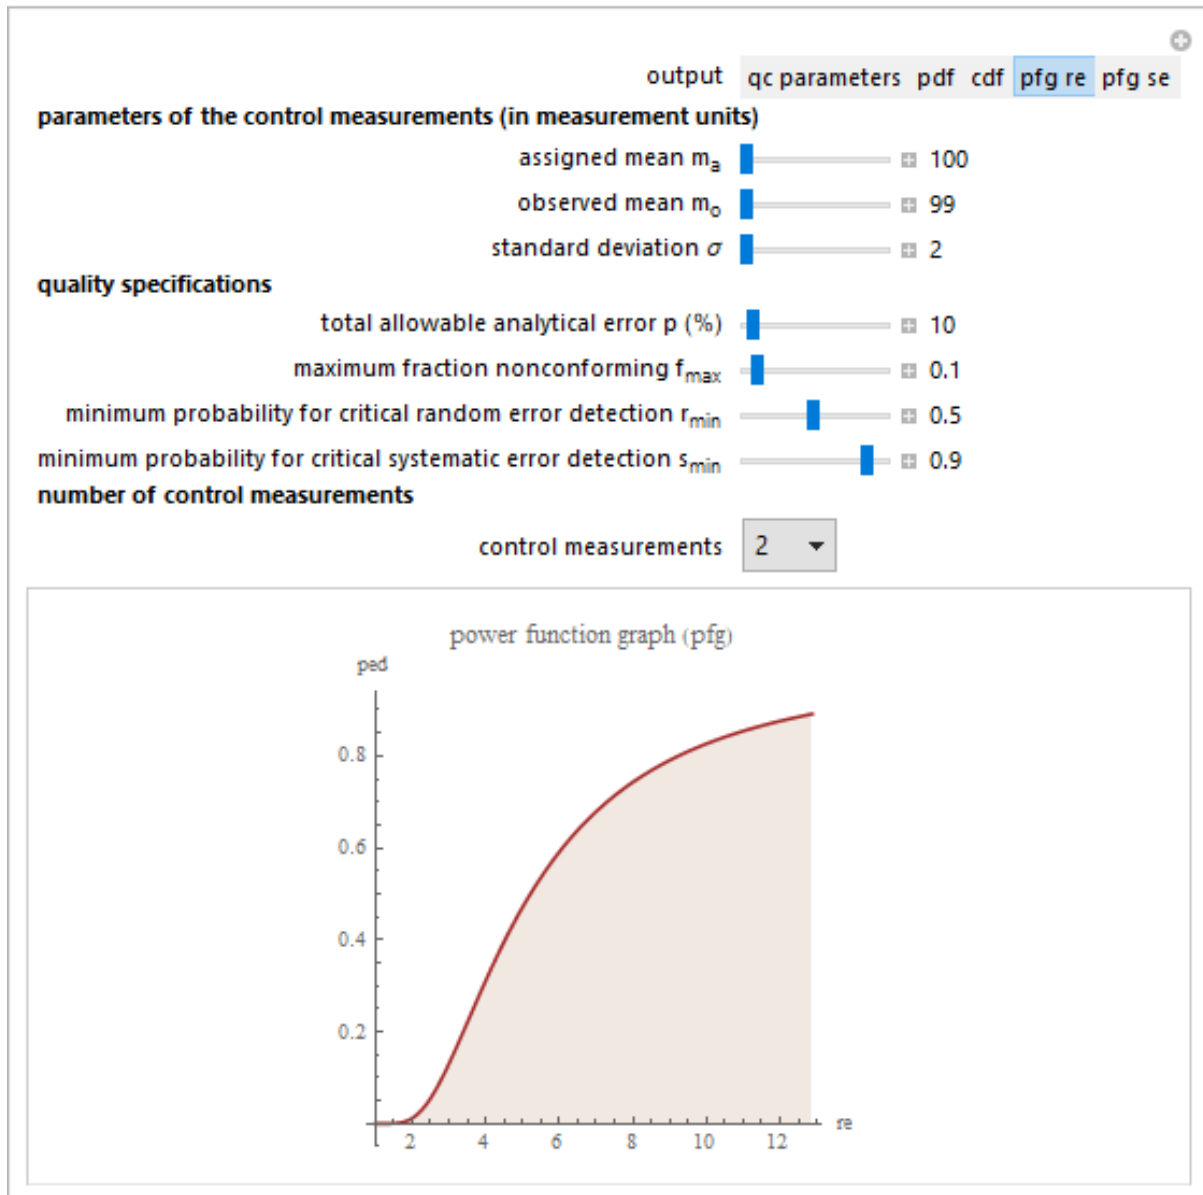 output qc parameters pdf cdf pfg re pfg se
parameters of the control measurements (in measurement units)
assigned mean mₐ 100
observed mean mₒ 99
standard deviation σ 2
quality specifications
total allowable analytical error p (%) 10
maximum fraction nonconforming fₘₐₓ 0.1
minimum probability for critical random error detection rₘᵢₙ 0.5
minimum probability for critical systematic error detection sₘᵢₙ 0.9
number of control measurements
control measurements 2
power function graph (pfg)
ped
0.8
0.6
0.4
0.2
re
2 4 6 8 10 12